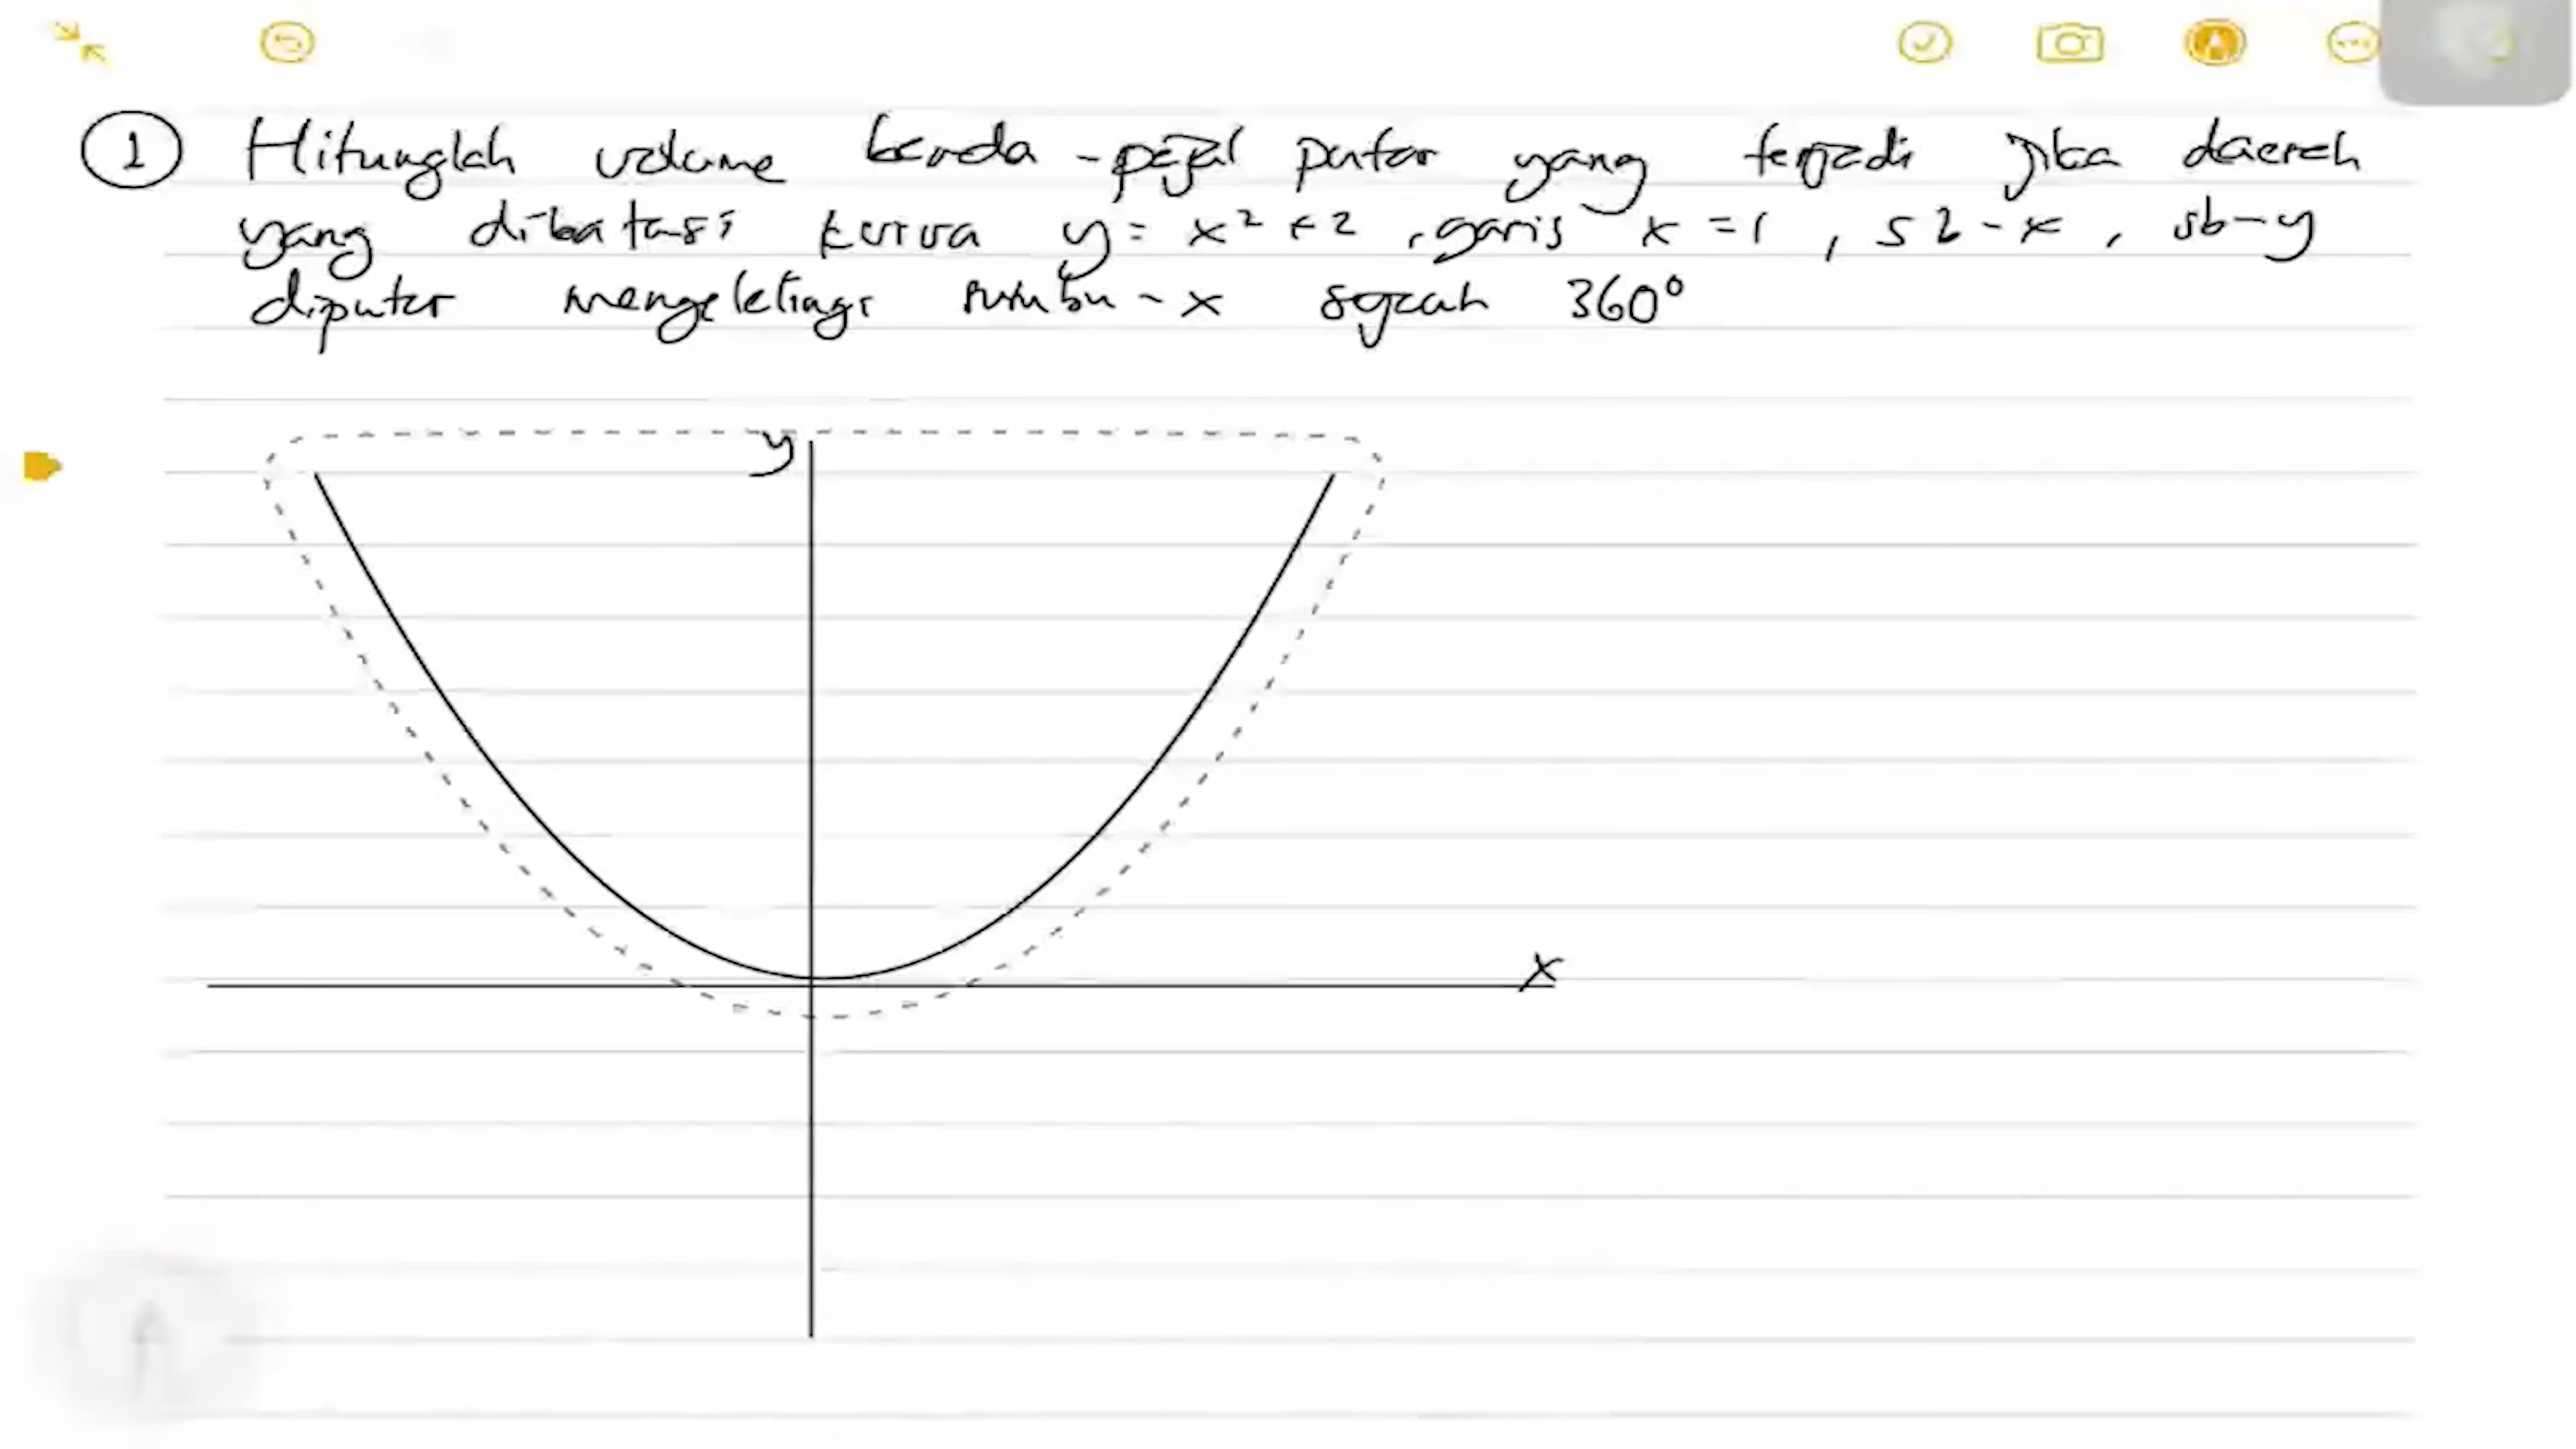 ① Hitunglah volume benda-pejal putar yang terjadi jika daerah
yang dibatasi kurva y = x² + 2, garis x = 1, sb-x, sb-y
diputar mengelilingi sumbu-x sejauh 360°
y
x